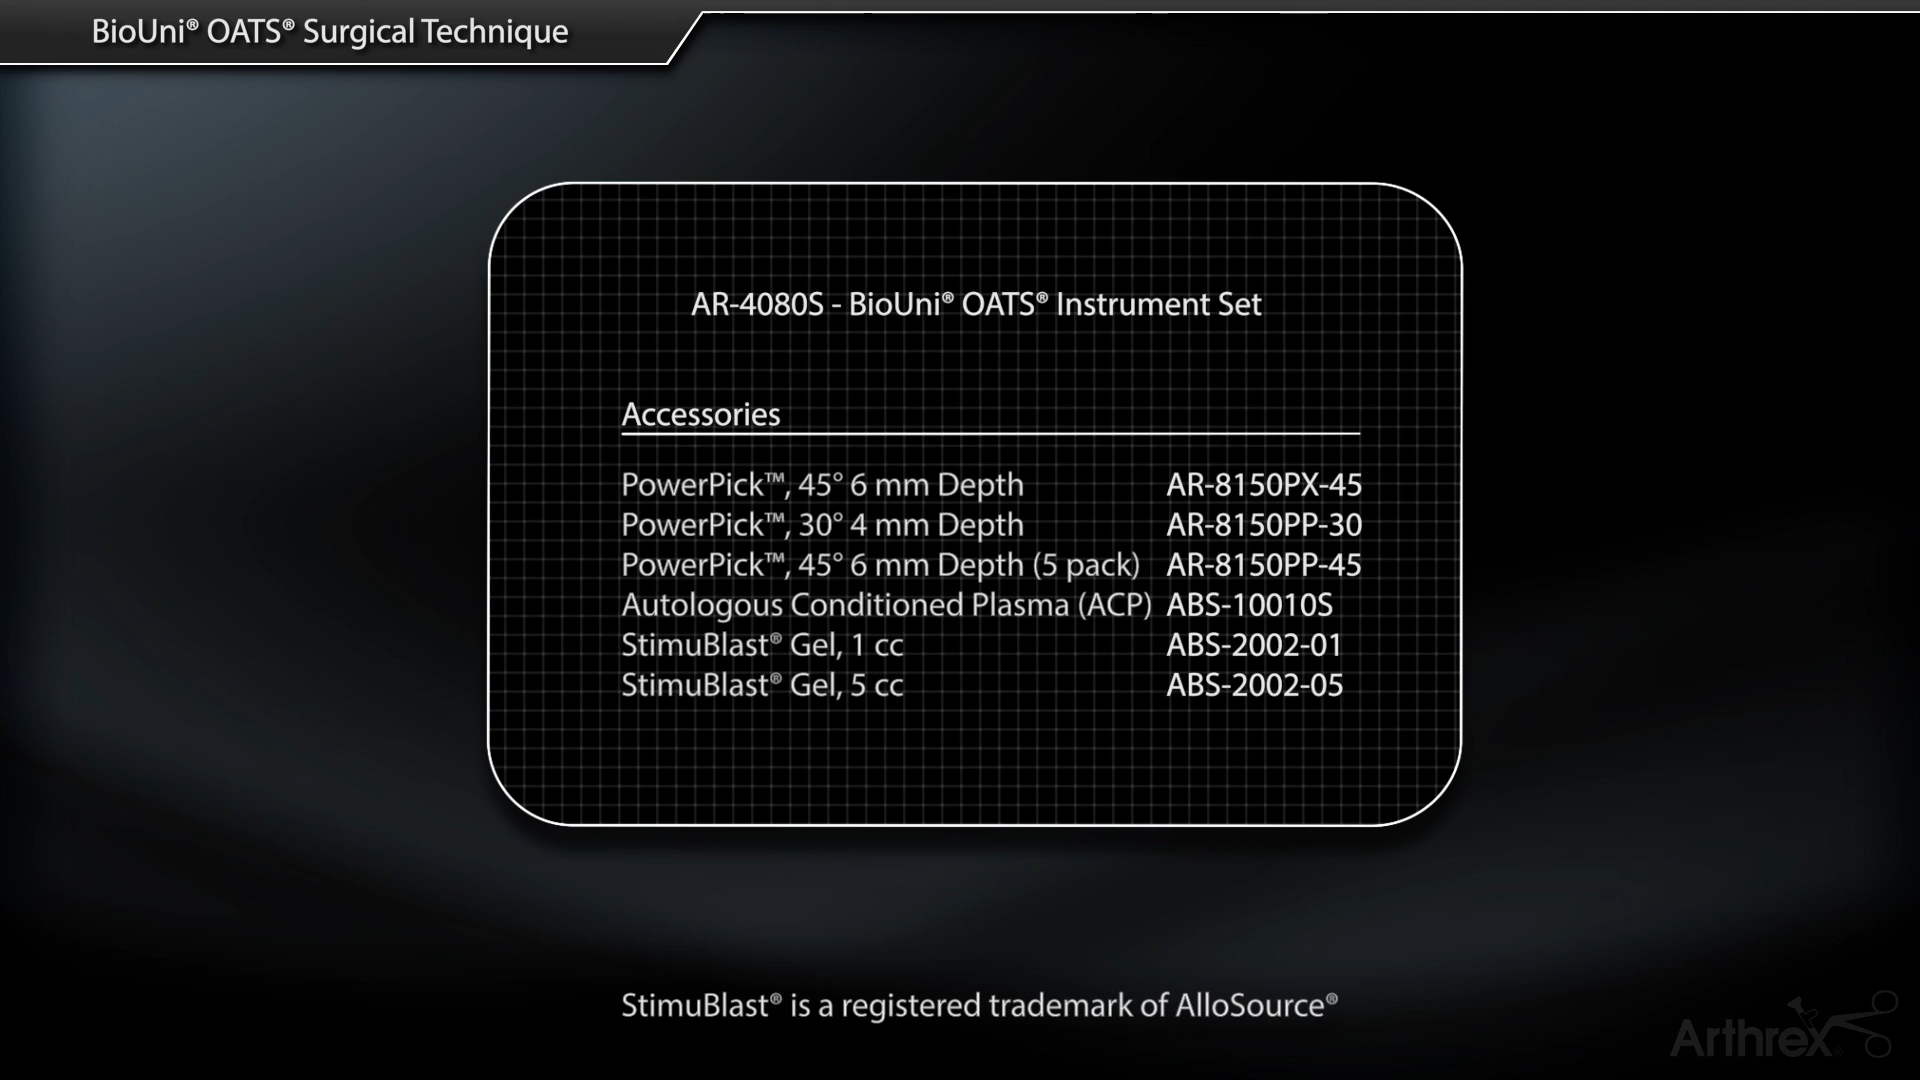 BioUni® OATS® Surgical Technique
AR-4080S - BioUni® OATS® Instrument Set
Accessories
PowerPick™, 45° 6 mm Depth AR-8150PX-45
PowerPick™, 30° 4 mm Depth AR-8150PP-30
PowerPick™, 45° 6 mm Depth (5 pack) AR-8150PP-45
Autologous Conditioned Plasma (ACP) ABS-10010S
StimuBlast® Gel, 1 cc ABS-2002-01
StimuBlast® Gel, 5 cc ABS-2002-05
StimuBlast® is a registered trademark of AlloSource®
Arthrex®